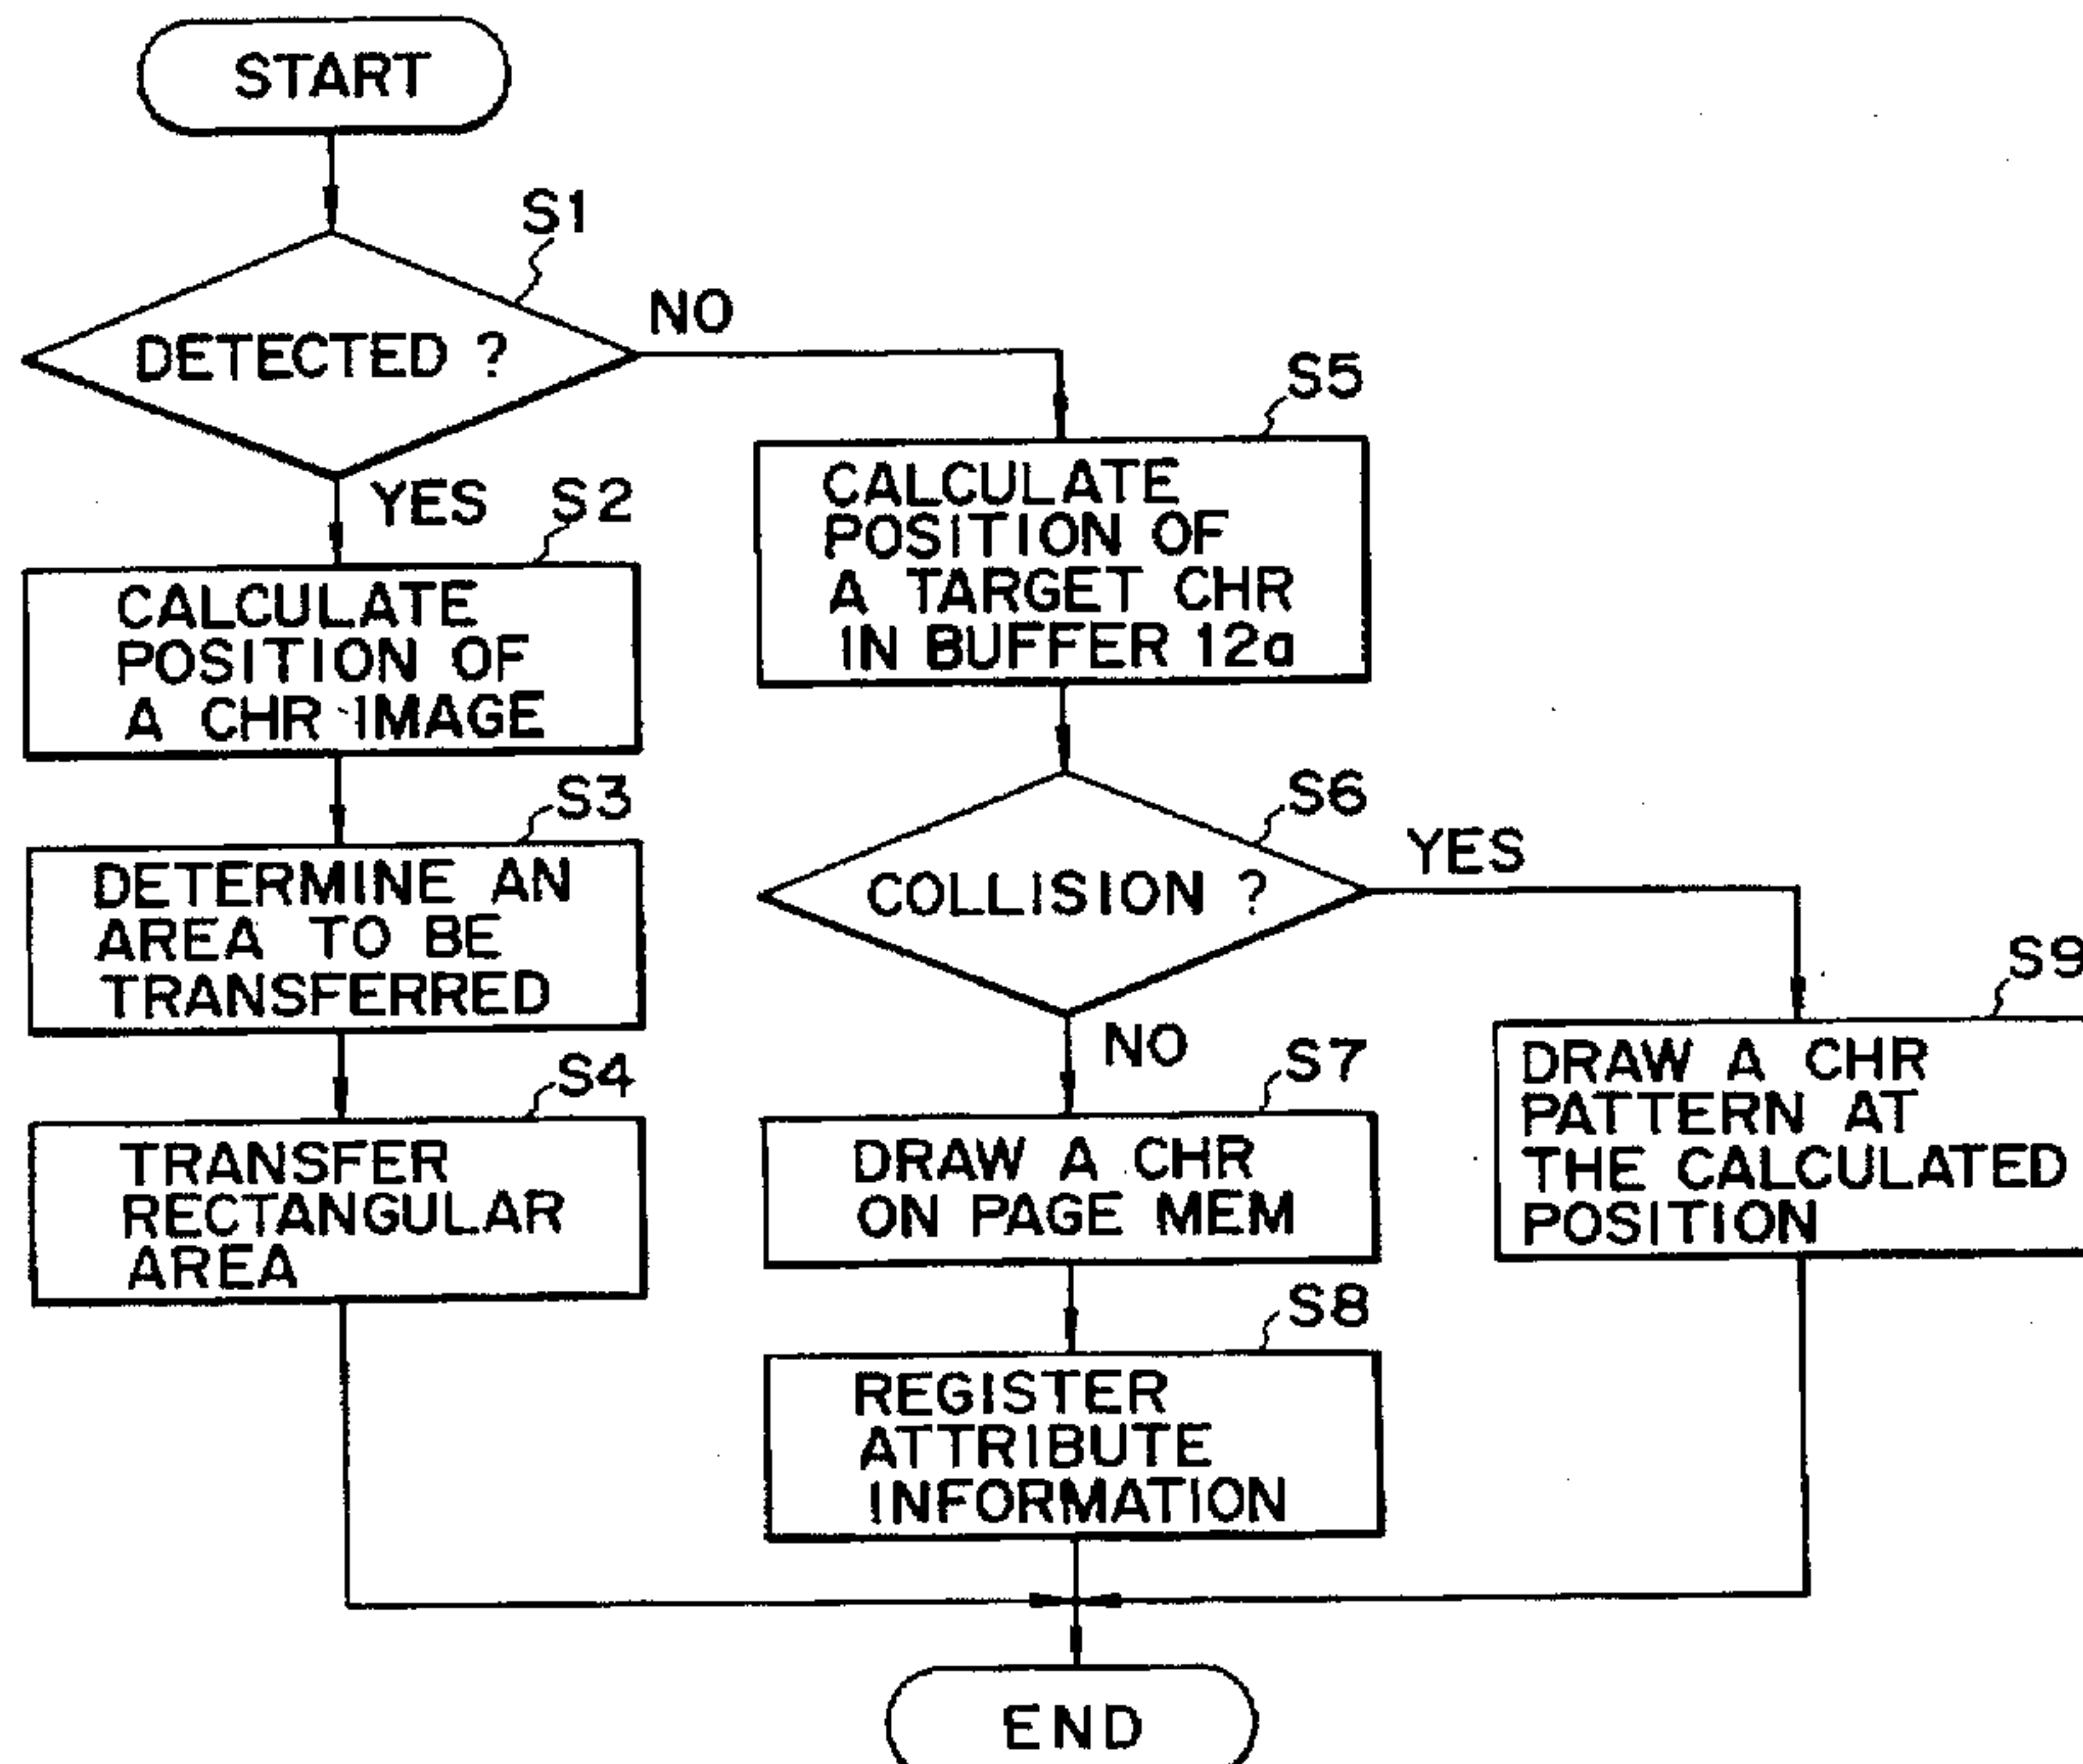 START
S1
DETECTED ?
NO
YES
S2
CALCULATE
POSITION OF
A CHR IMAGE
S3
DETERMINE AN
AREA TO BE
TRANSFERRED
S4
TRANSFER
RECTANGULAR
AREA
S5
CALCULATE
POSITION OF
A TARGET CHR
IN BUFFER 12a
S6
COLLISION ?
YES
NO
S7
DRAW A CHR
ON PAGE MEM
S8
REGISTER
ATTRIBUTE
INFORMATION
S9
DRAW A CHR
PATTERN AT
THE CALCULATED
POSITION
END